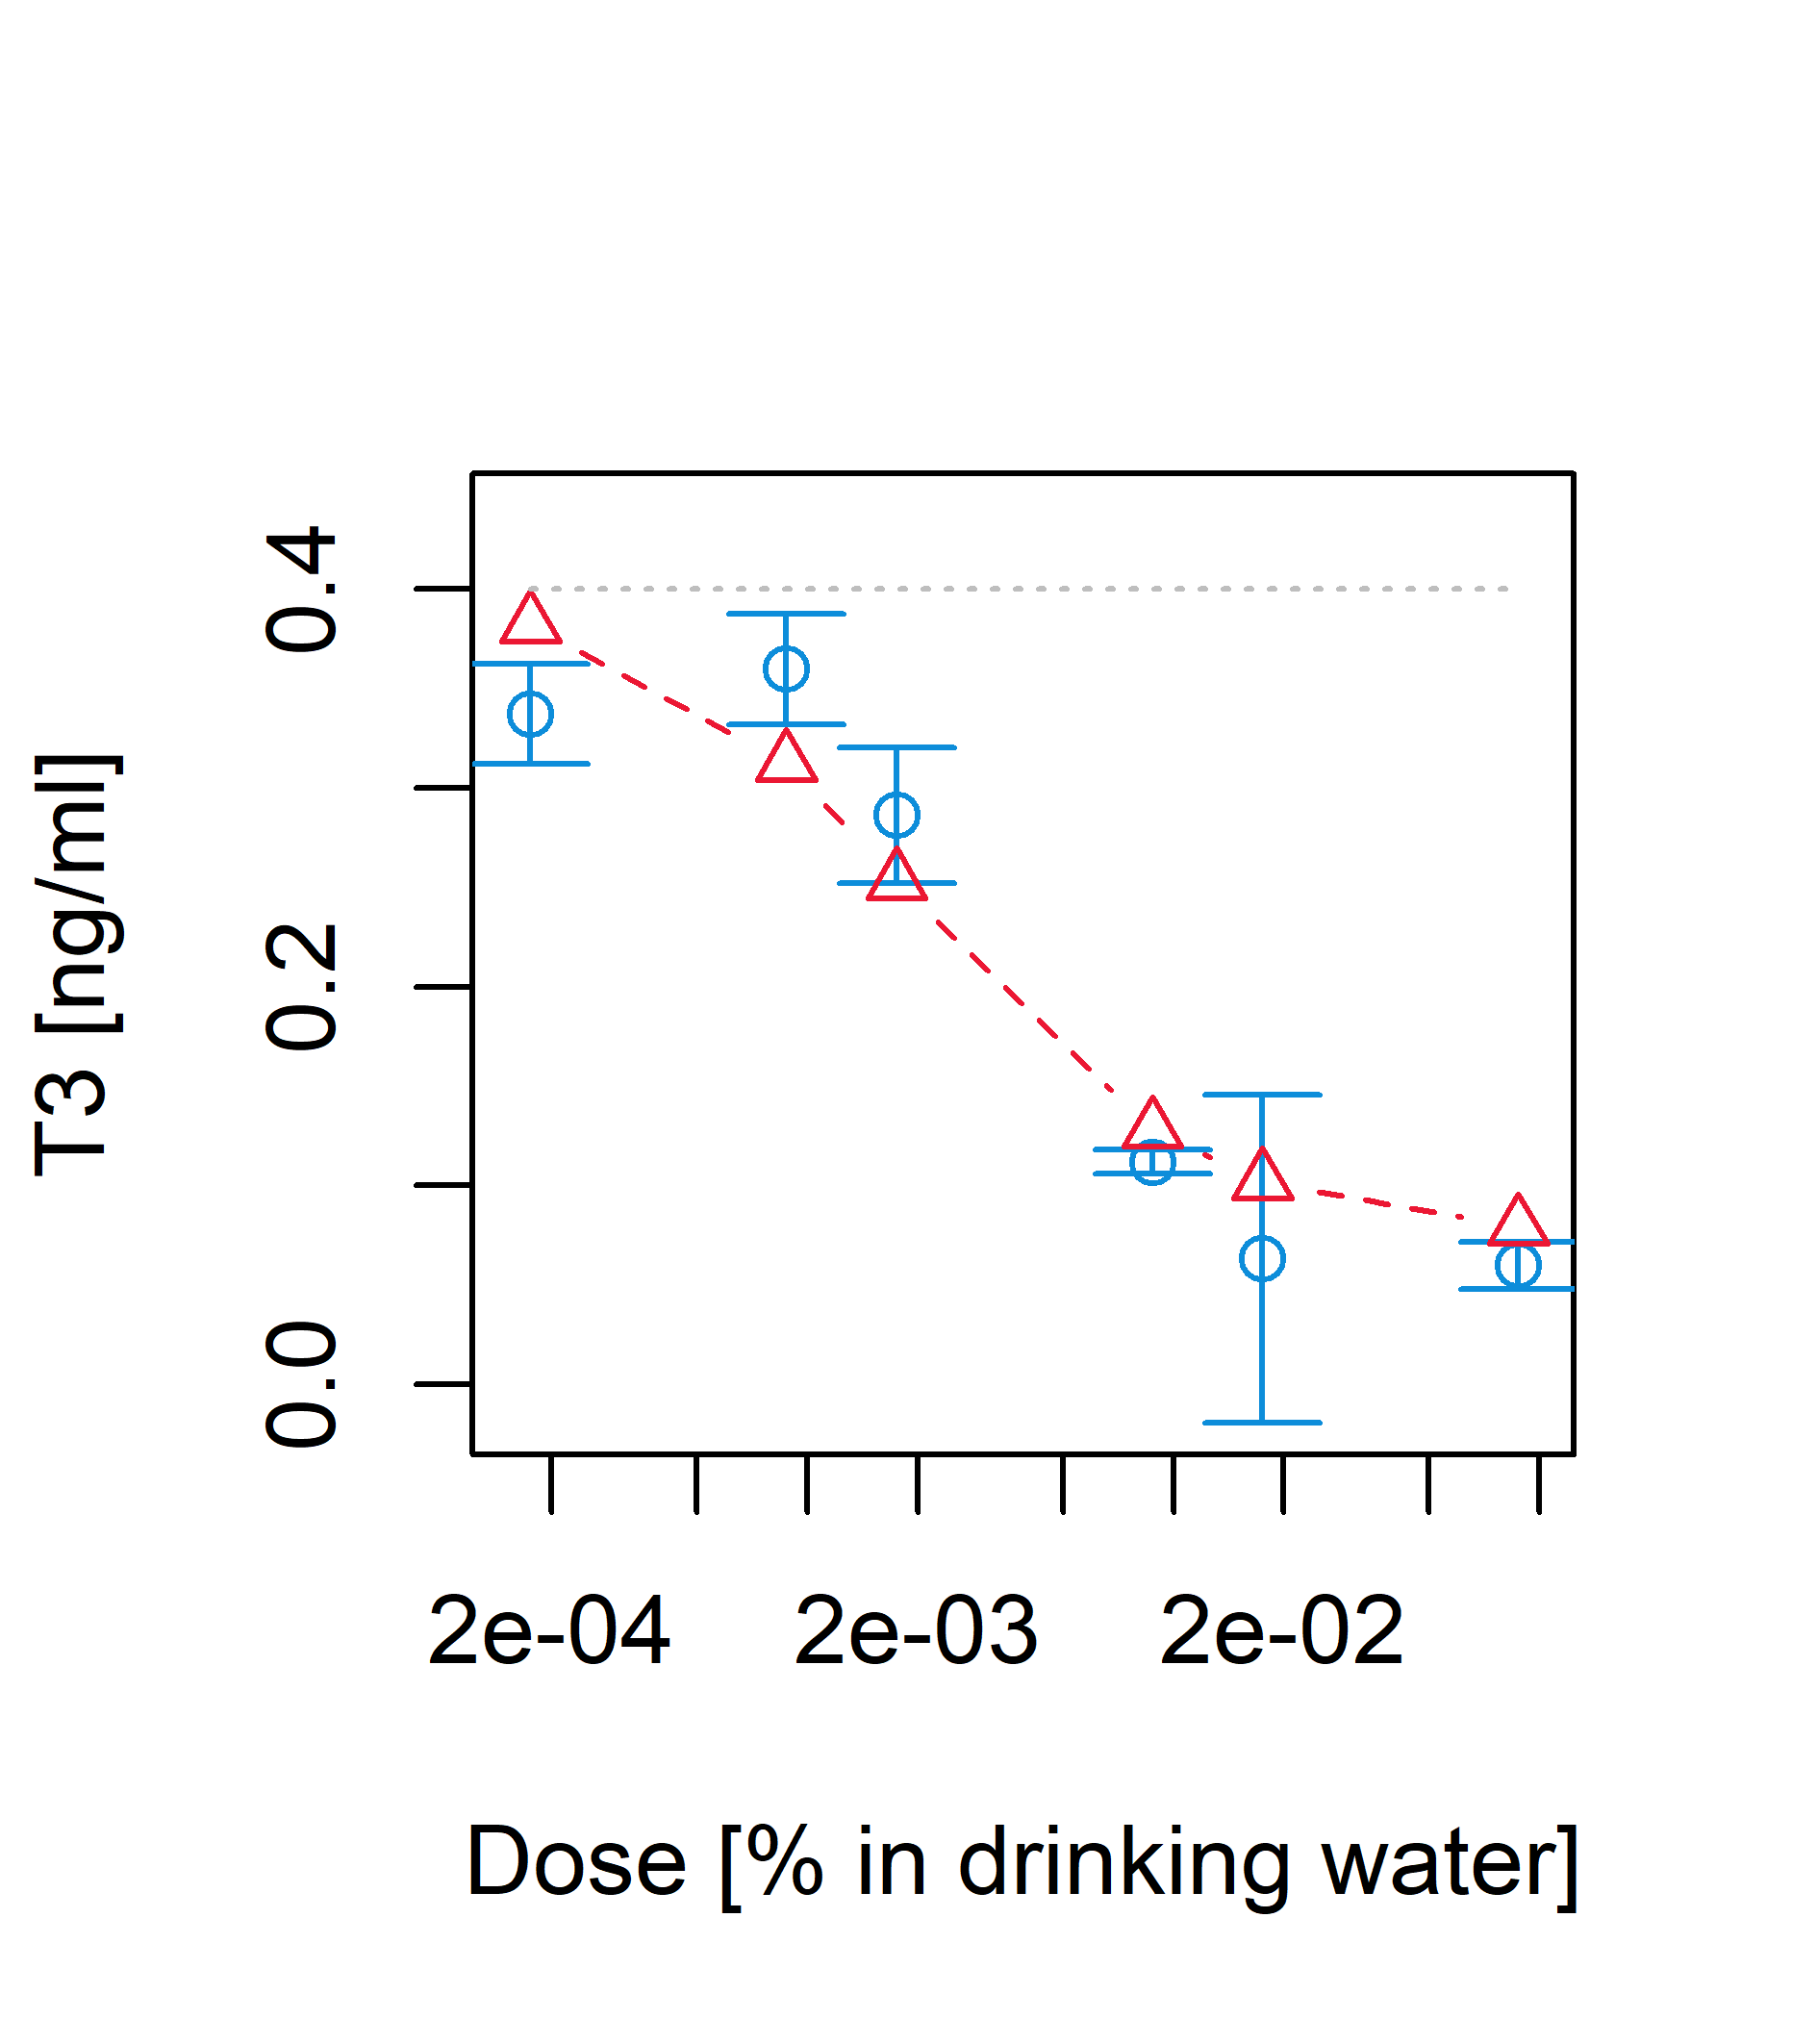 T3 [ng/ml]
0.4
0.2
0.0
2e-04 2e-03 2e-02
Dose [% in drinking water]